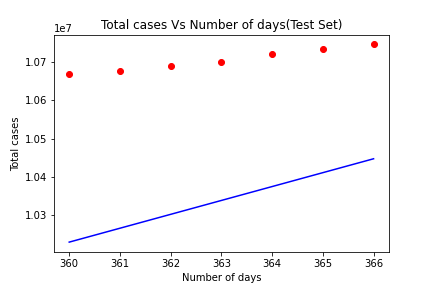 Total cases Vs Number of days(Test Set)
1e7
1.07
1.06
1.05
1.04
1.03
Total cases
360 361 362 363 364 365 366
Number of days